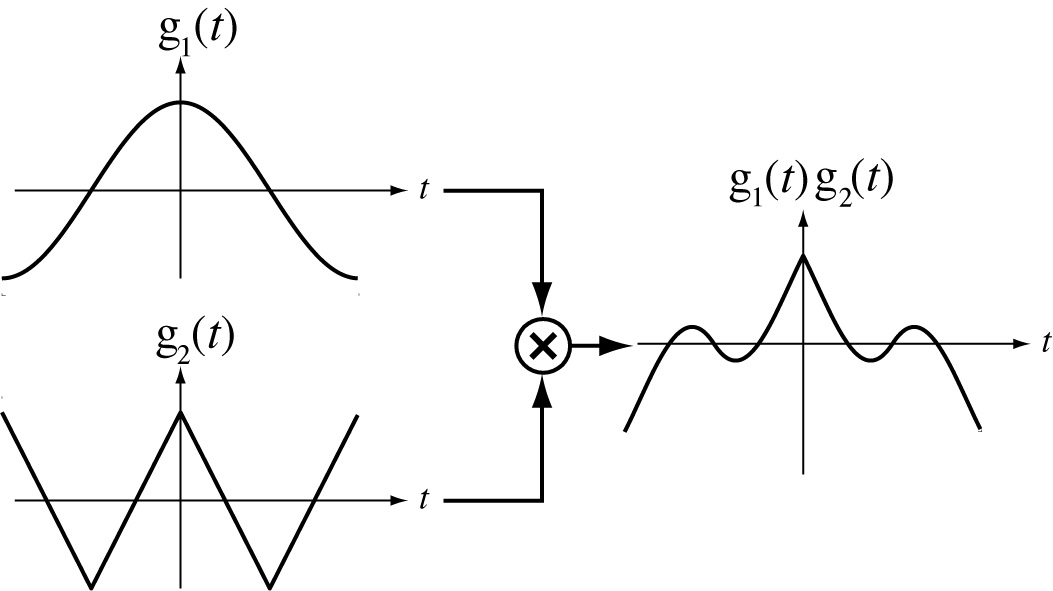 g₁(t)
t
g₁(t) g₂(t)
g₂(t)
t
t